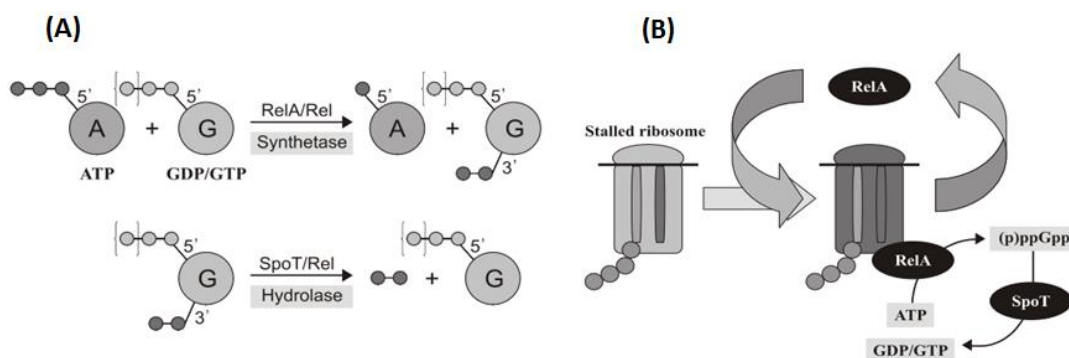 (A)
5'
5'
A
+
G
ATP
GDP/GTP
RelA/Rel
Synthetase
5'
5'
A
+
G
3'
5'
G
3'
SpoT/Rel
Hydrolase
+
5'
G
(B)
RelA
Stalled ribosome
RelA
(p)ppGpp
ATP
SpoT
GDP/GTP